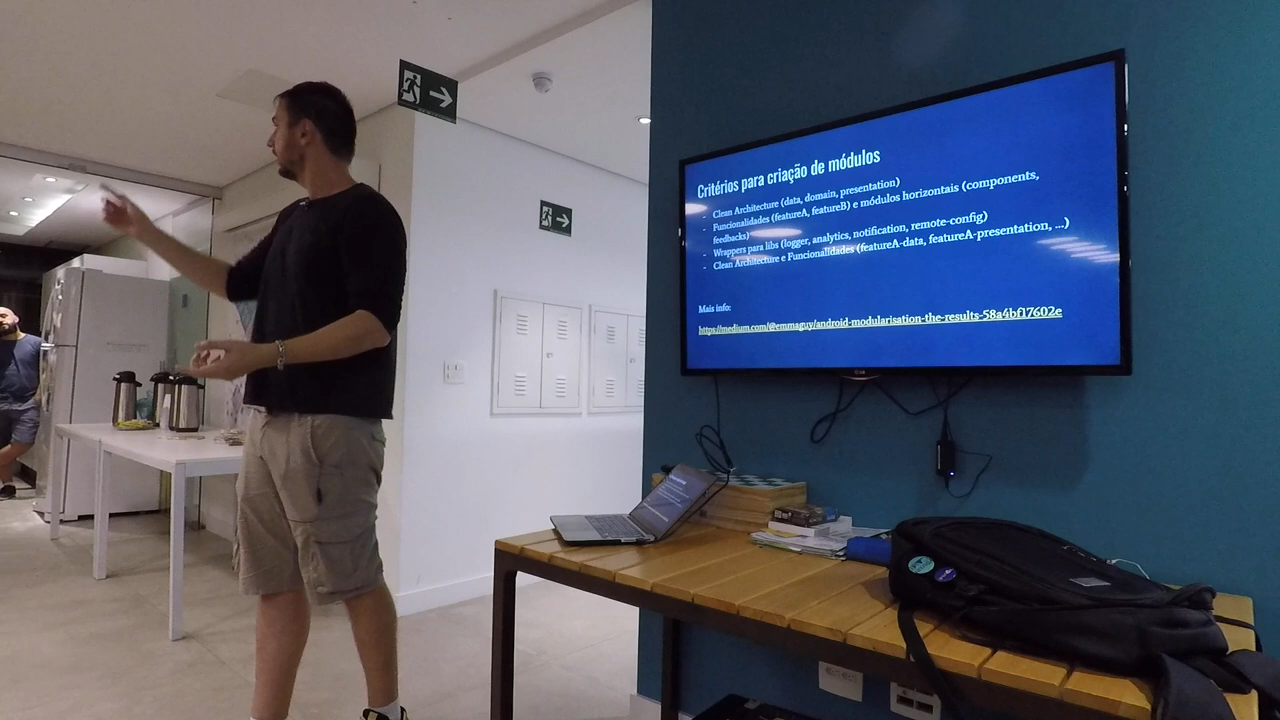 Critérios para criação de módulos
- Clean Architecture (data, domain, presentation)
- Funcionalidades (featureA, featureB) e módulos horizontais (components,
feedbacks)
- Wrappers para libs (logger, analytics, notification, remote-config)
- Clean Architecture e Funcionalidades (featureA-data, featureA-presentation, ...)
Mais info:
https://medium.com/@emmaguy/android-modularisation-the-results-58a4bf17602e
LG